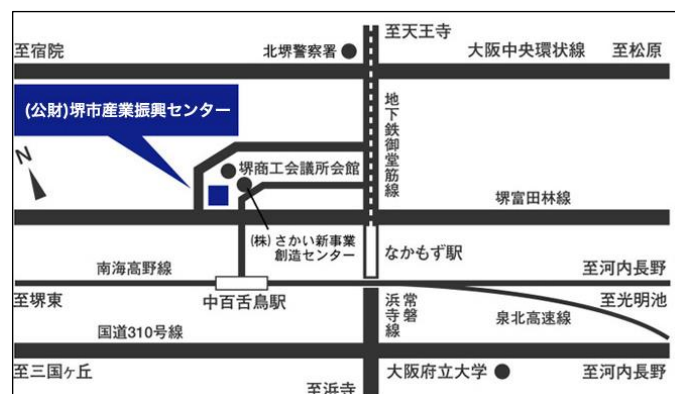 至天王寺
至宿院
北堺警察署
大阪中央環状線
至松原
(公財)堺市産業振興センター
地下鉄御堂筋線
N
堺商工会議所会館
堺富田林線
(株)さかい新事業
創造センター
なかもず駅
南海高野線
至河内長野
至堺東
中百舌鳥駅
常磐
浜寺線
至光明池
泉北高速線
国道310号線
至三国ヶ丘
大阪府立大学
至河内長野
至浜寺